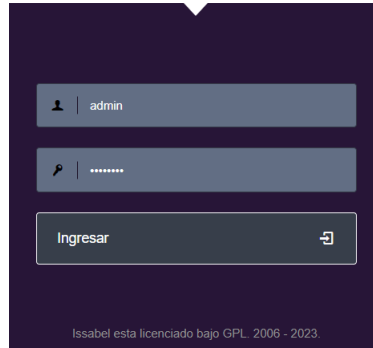 admin
••••••••
Ingresar
Issabel esta licenciado bajo GPL. 2006 - 2023.